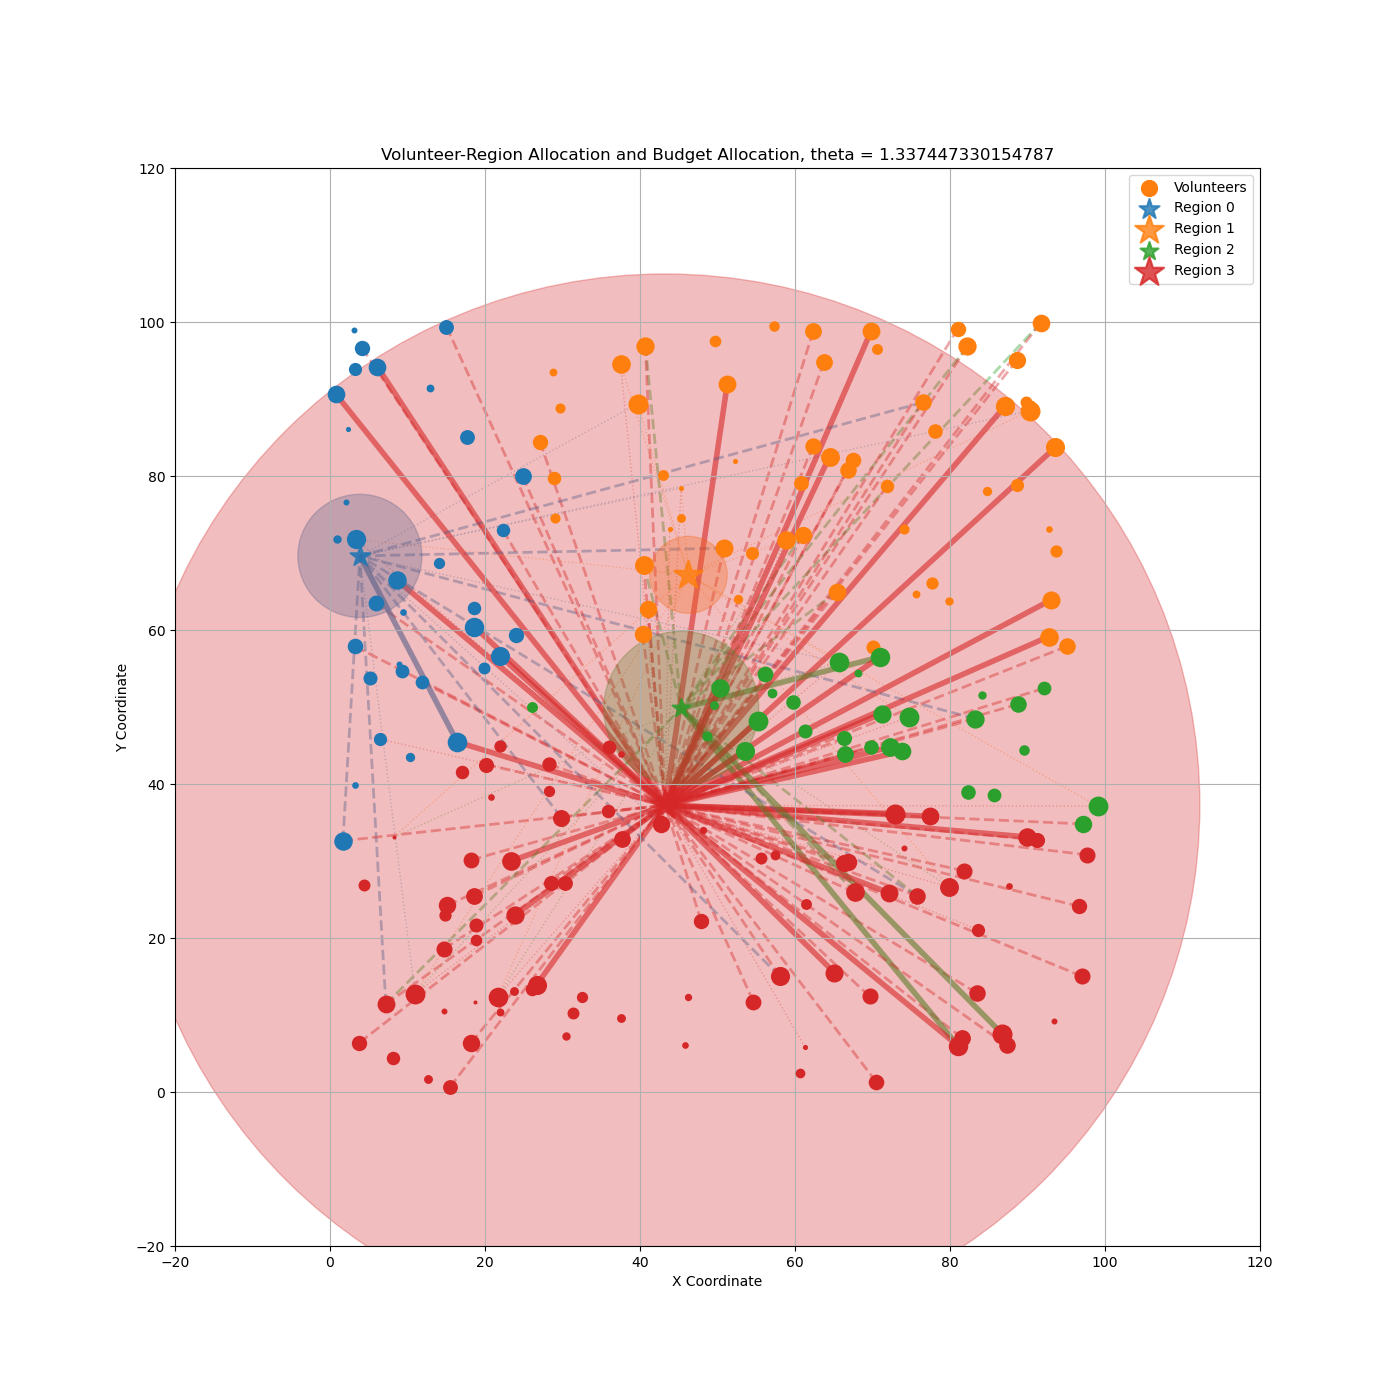 Volunteer-Region Allocation and Budget Allocation, theta = 1.337447330154787
120
100
80
60
40
20
0
−20
Y Coordinate
Volunteers
Region 0
Region 1
Region 2
Region 3
−20 0 20 40 60 80 100 120
X Coordinate